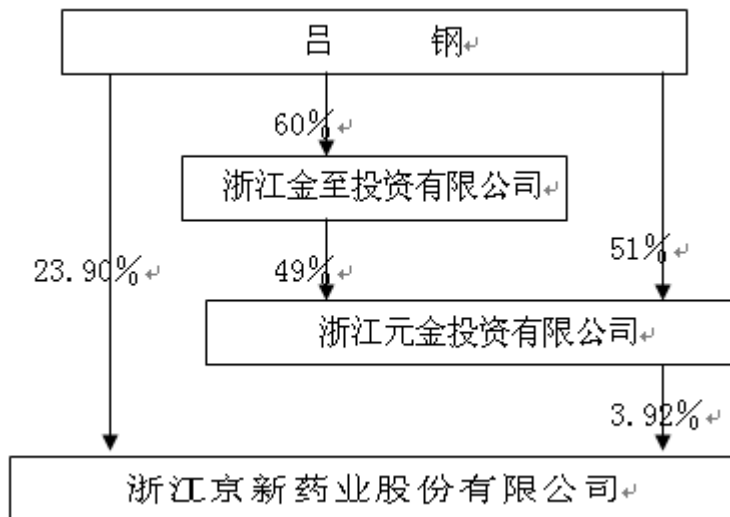 吕 钢
60%
浙江金至投资有限公司
23.90%
49%
51%
浙江元金投资有限公司
3.92%
浙江京新药业股份有限公司